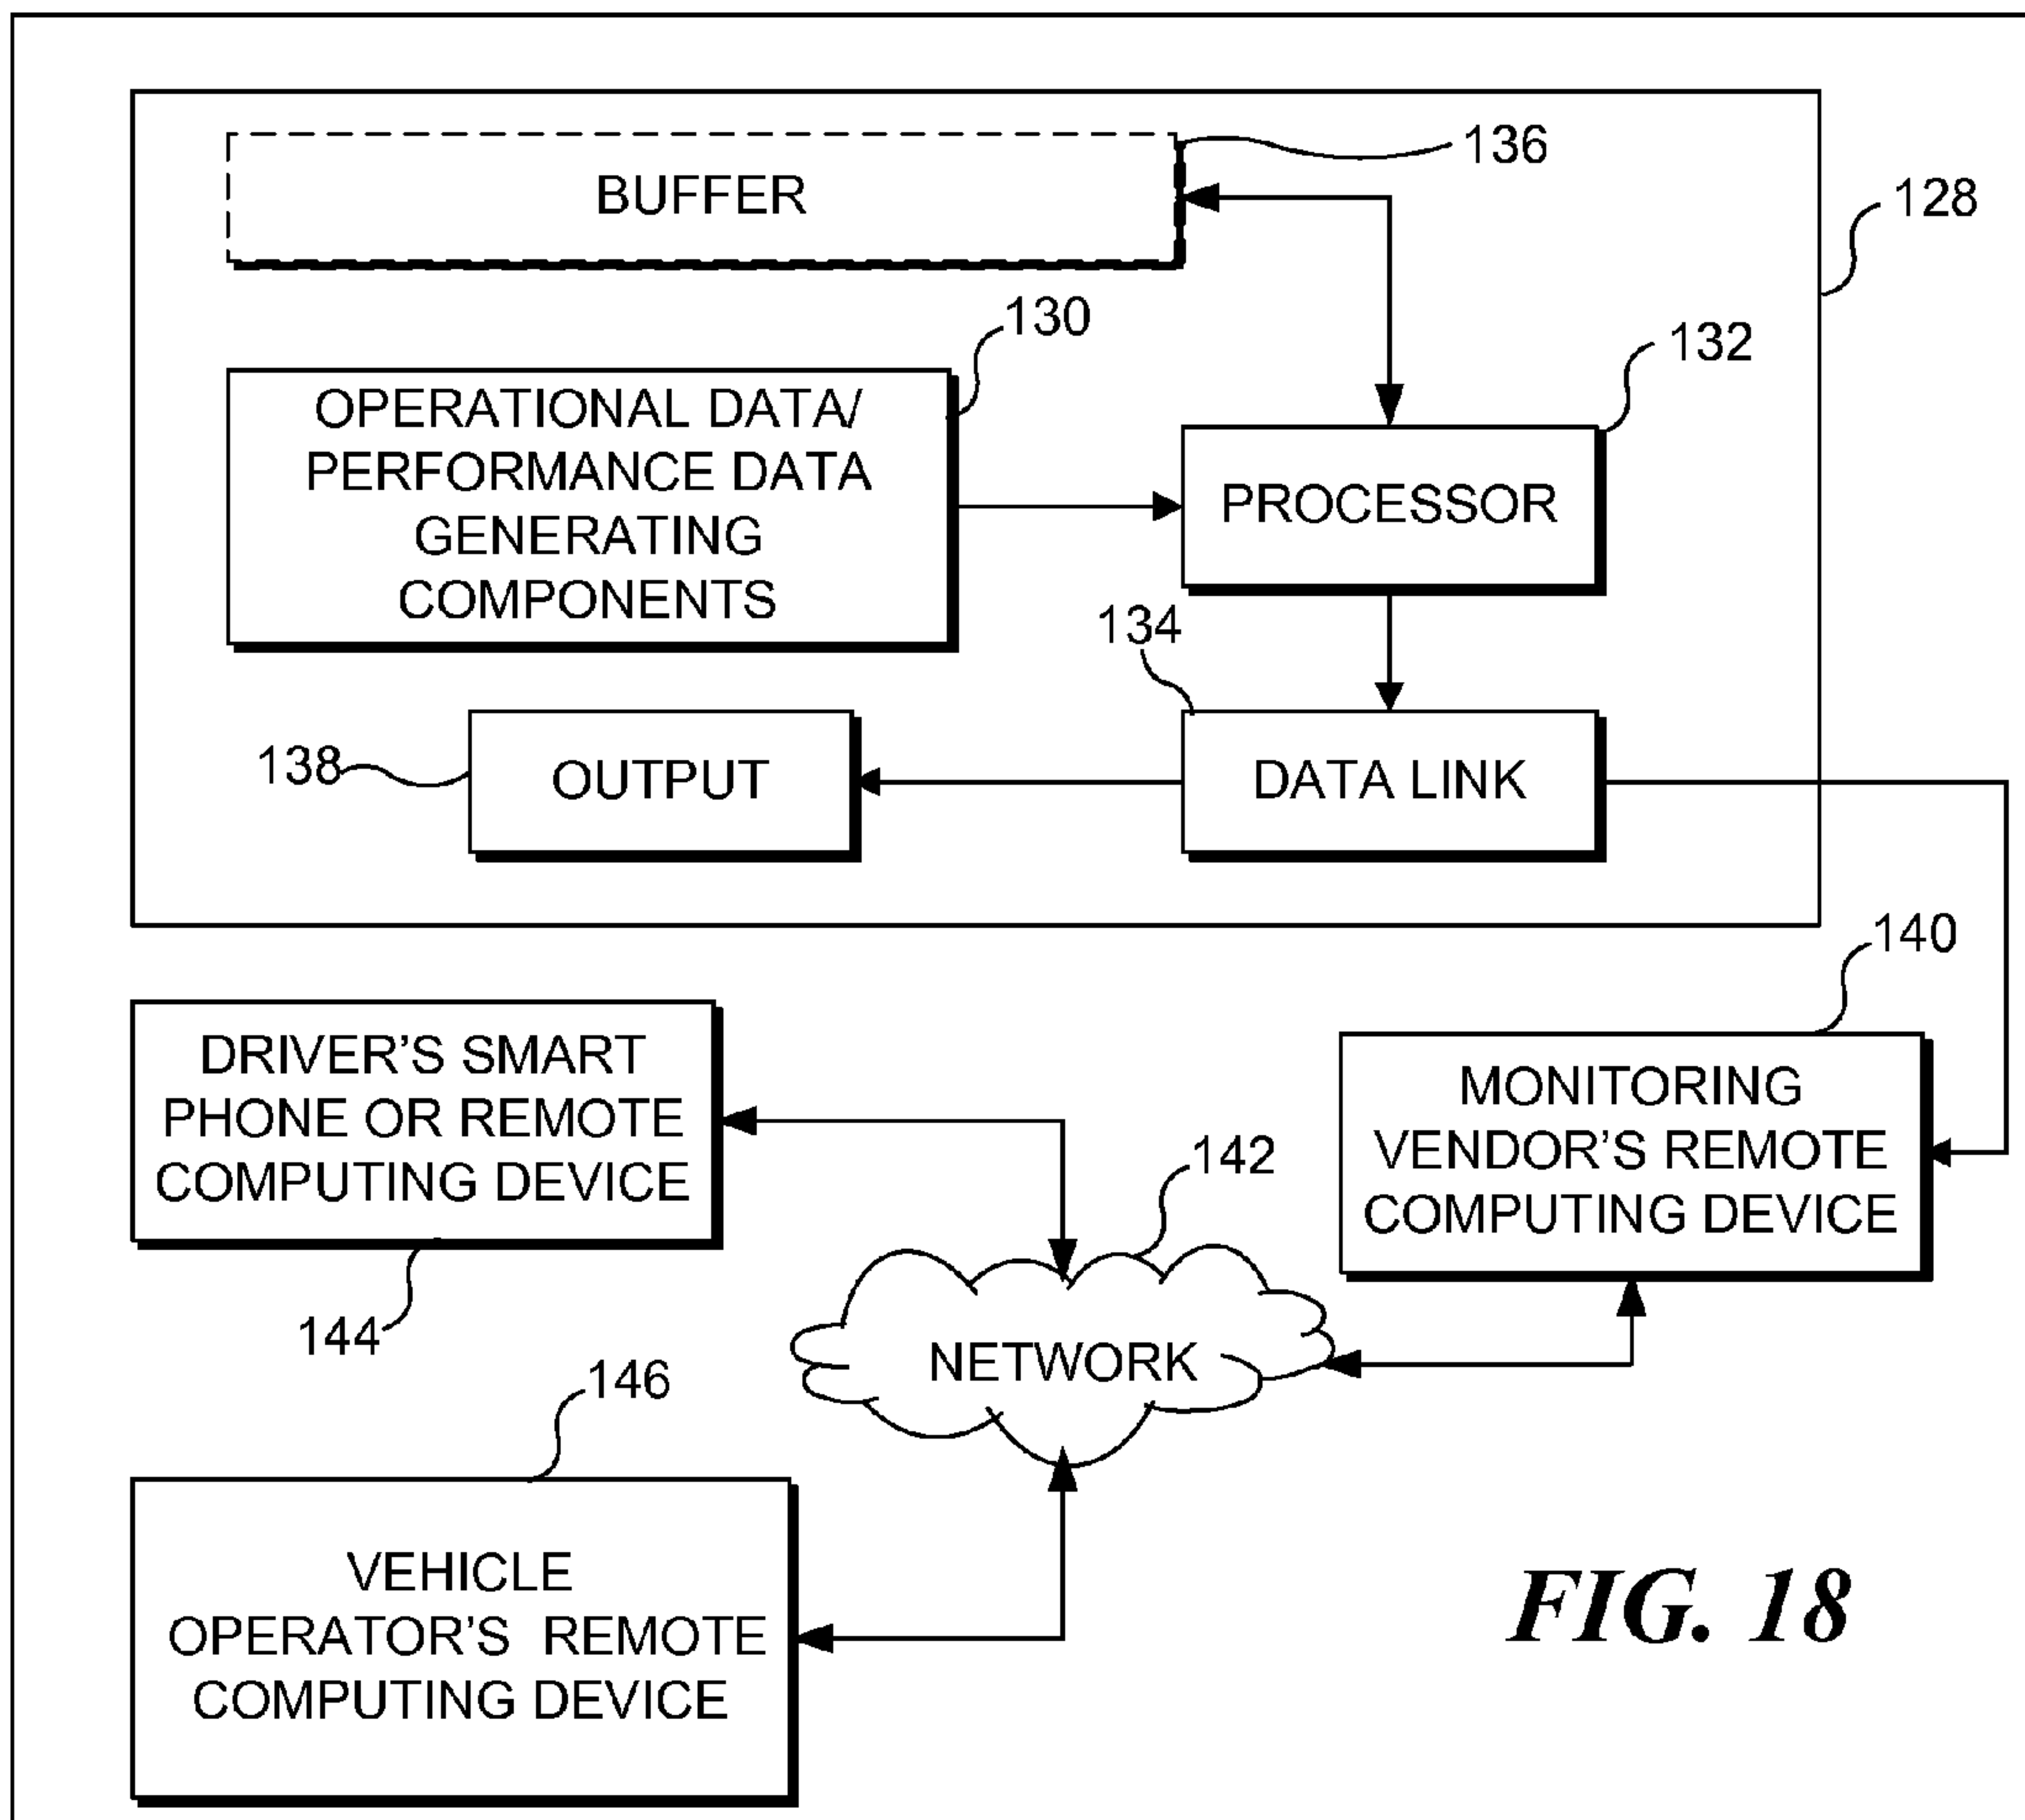 BUFFER
136
128
130
OPERATIONAL DATA/
PERFORMANCE DATA
GENERATING
COMPONENTS
132
PROCESSOR
134
138
OUTPUT
DATA LINK
140
DRIVER'S SMART
PHONE OR REMOTE
COMPUTING DEVICE
144
MONITORING
VENDOR'S REMOTE
COMPUTING DEVICE
142
NETWORK
146
VEHICLE
OPERATOR'S REMOTE
COMPUTING DEVICE
FIG. 18